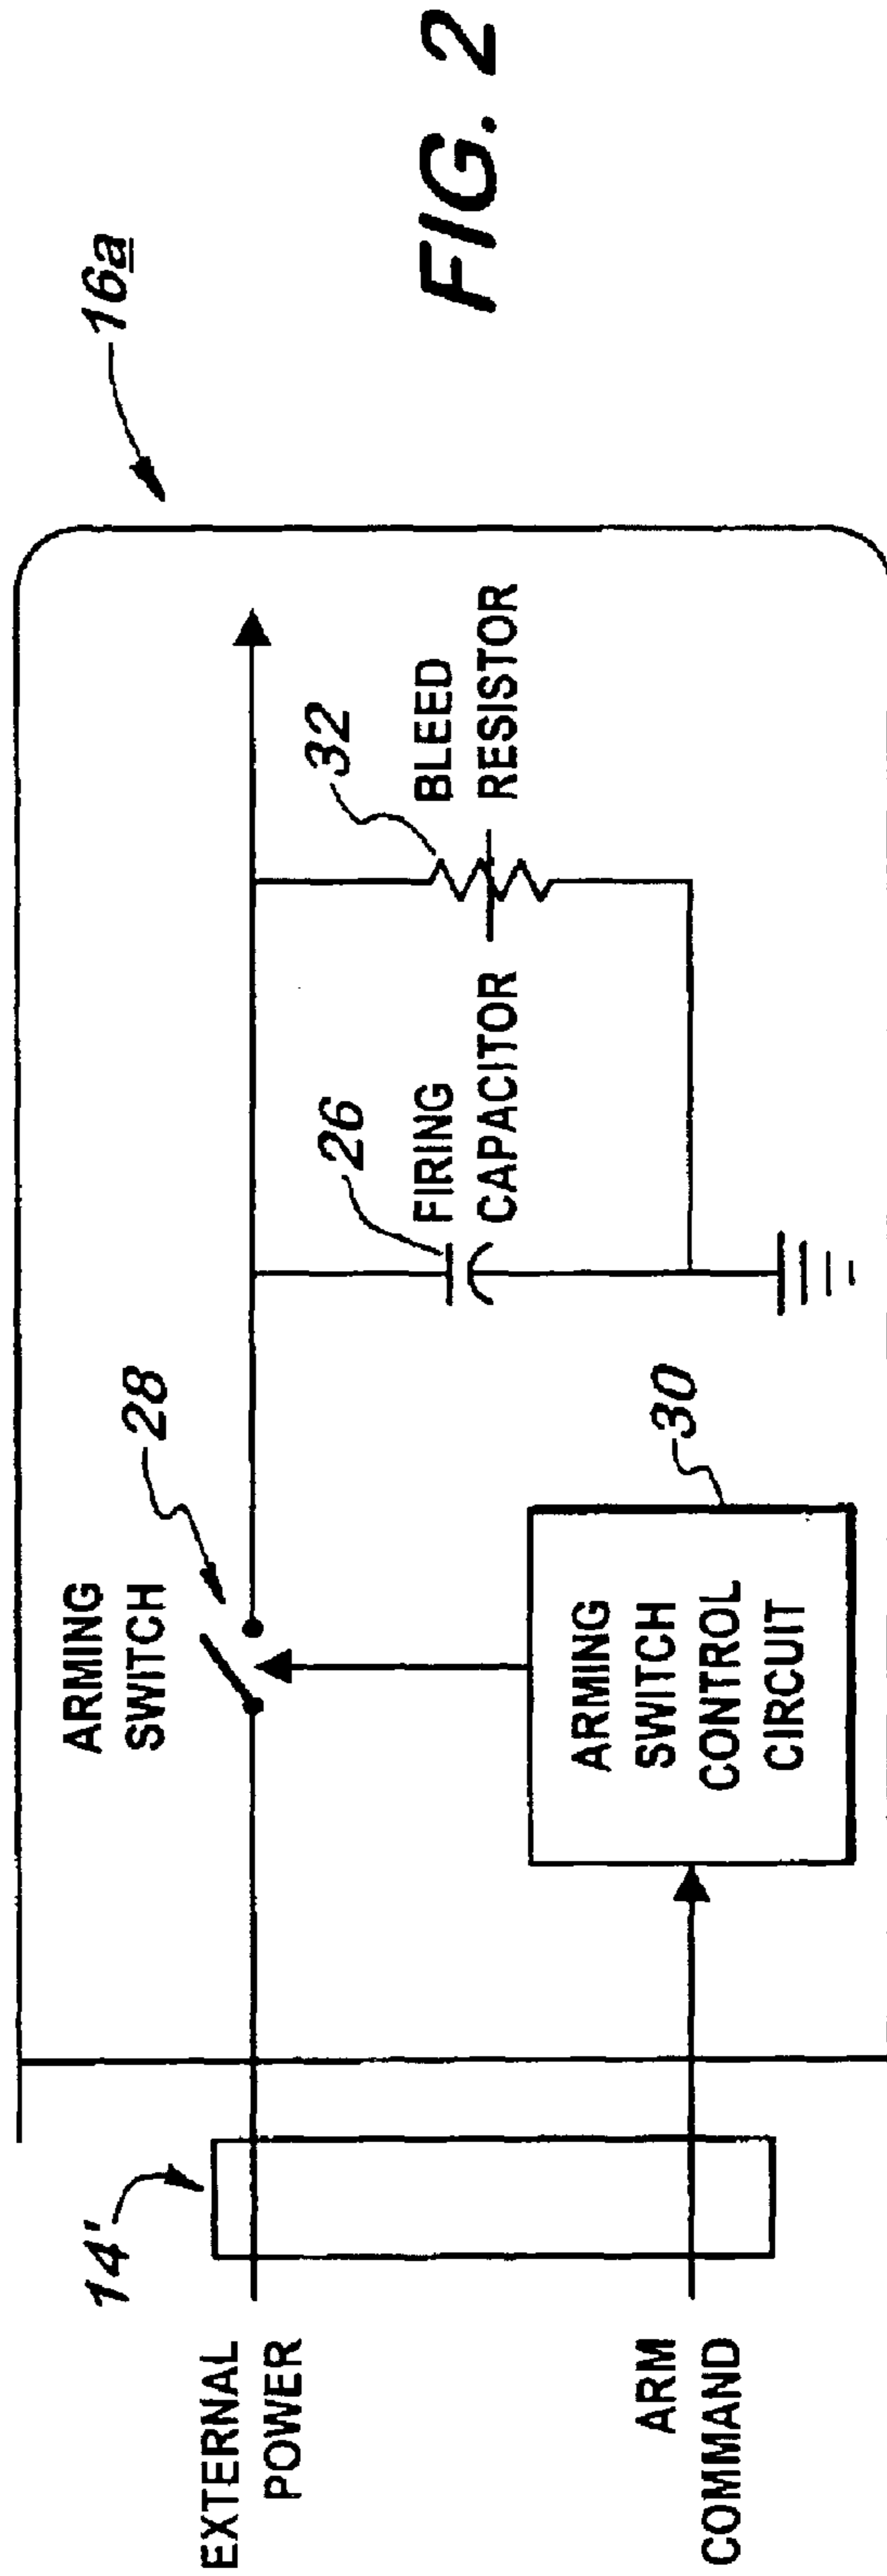 EXTERNAL
POWER
ARM
COMMAND
14'
ARMING
SWITCH
28
ARMING
SWITCH
CONTROL
CIRCUIT
30
26
FIRING
CAPACITOR
32
BLEED
RESISTOR
16a
FIG. 2